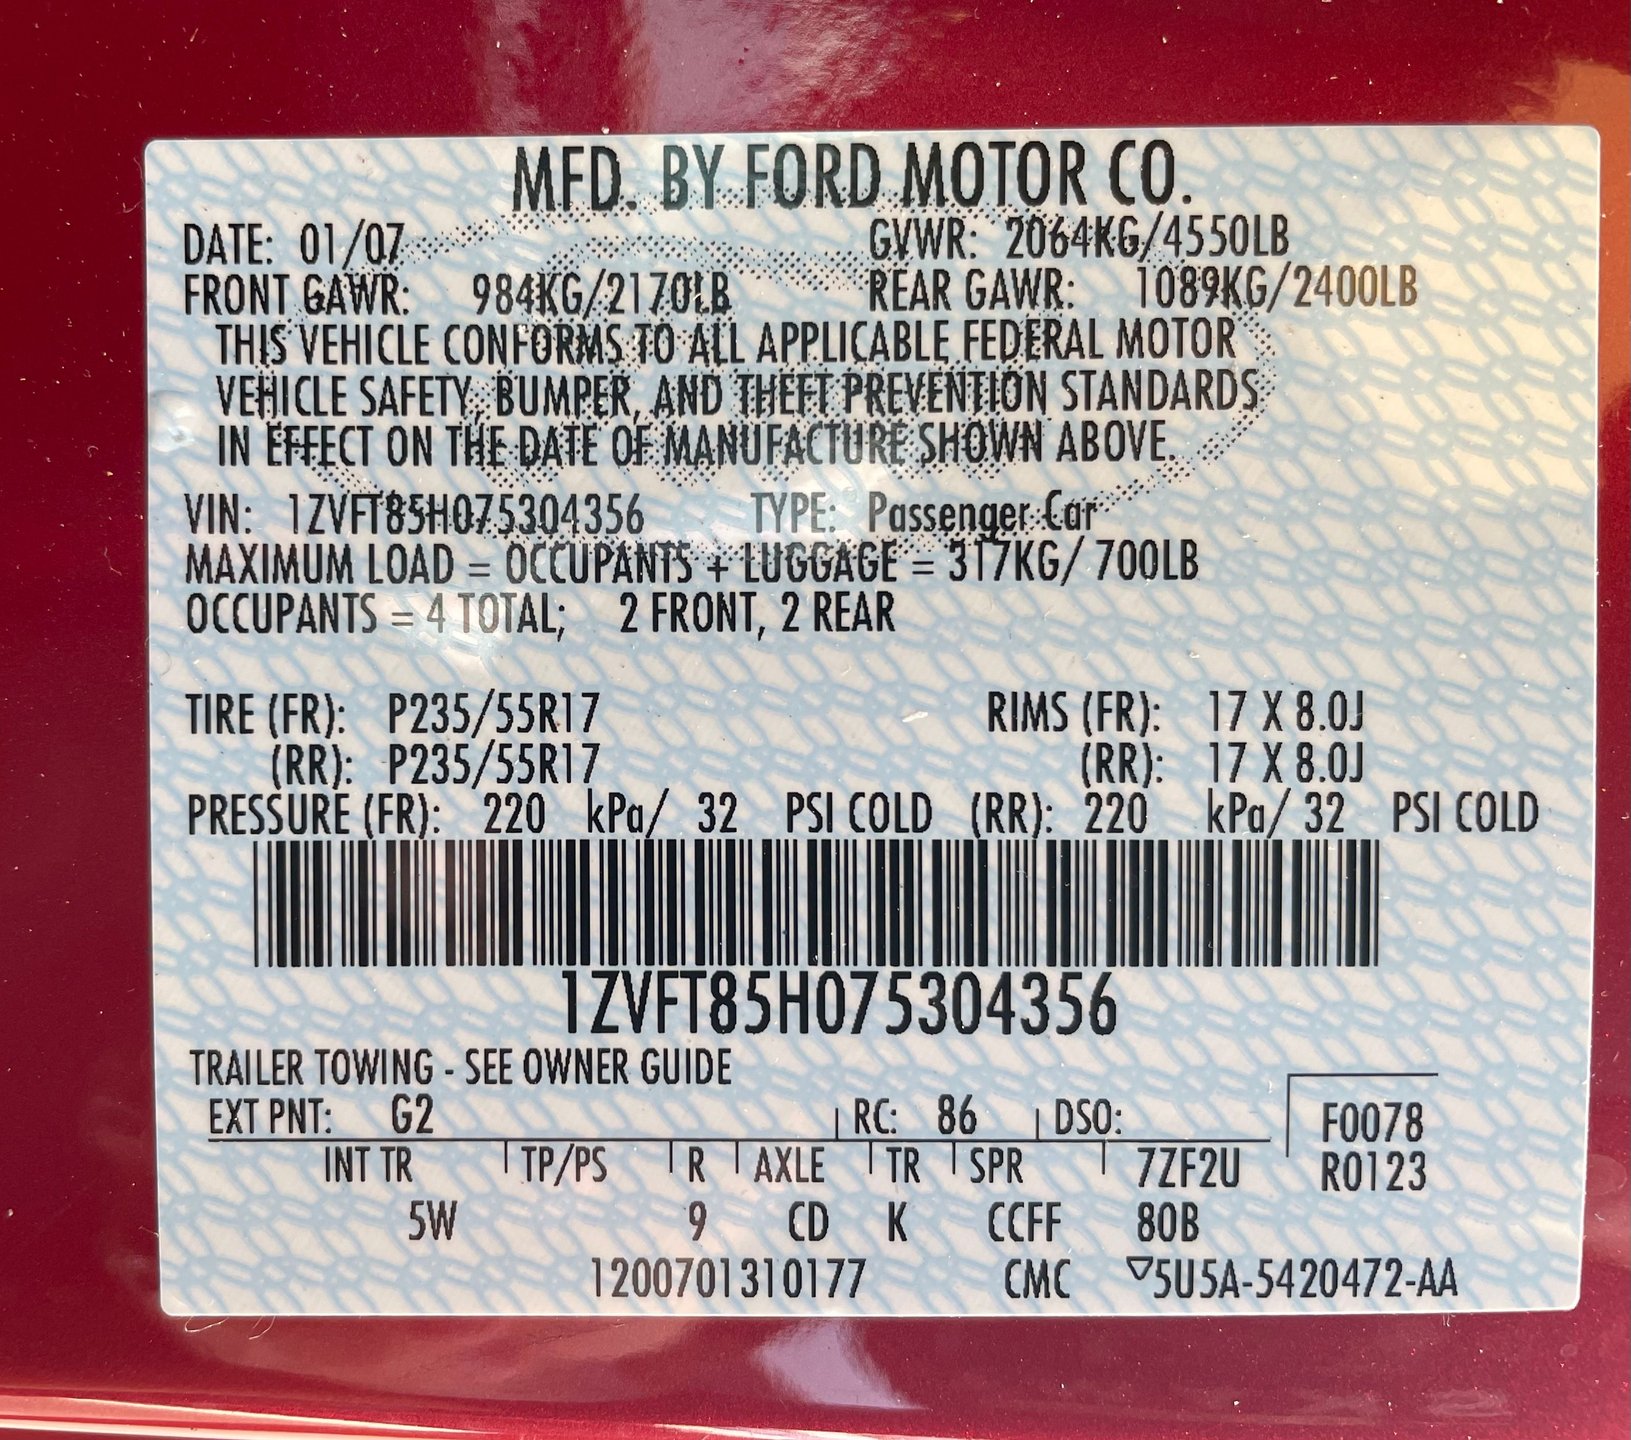 MFD. BY FORD MOTOR CO.
DATE: 01/07 GVWR: 2064KG/4550LB
FRONT GAWR: 984KG/2170LB REAR GAWR: 1089KG/2400LB
THIS VEHICLE CONFORMS TO ALL APPLICABLE FEDERAL MOTOR
VEHICLE SAFETY, BUMPER, AND THEFT PREVENTION STANDARDS
IN EFFECT ON THE DATE OF MANUFACTURE SHOWN ABOVE.
VIN: 1ZVFT85H075304356 TYPE: Passenger Car
MAXIMUM LOAD = OCCUPANTS + LUGGAGE = 317KG/ 700LB
OCCUPANTS = 4 TOTAL; 2 FRONT, 2 REAR
TIRE (FR): P235/55R17 RIMS (FR): 17 X 8.0J
(RR): P235/55R17 (RR): 17 X 8.0J
PRESSURE (FR): 220 kPa/ 32 PSI COLD (RR): 220 kPa/ 32 PSI COLD
1ZVFT85H075304356
TRAILER TOWING - SEE OWNER GUIDE
EXT PNT: G2 RC: 86 DSO: F0078
INT TR TP/PS R AXLE TR SPR 7ZF2U R0123
5W 9 CD K CCFF 80B
1200701310177 CMC ▽5U5A-5420472-AA